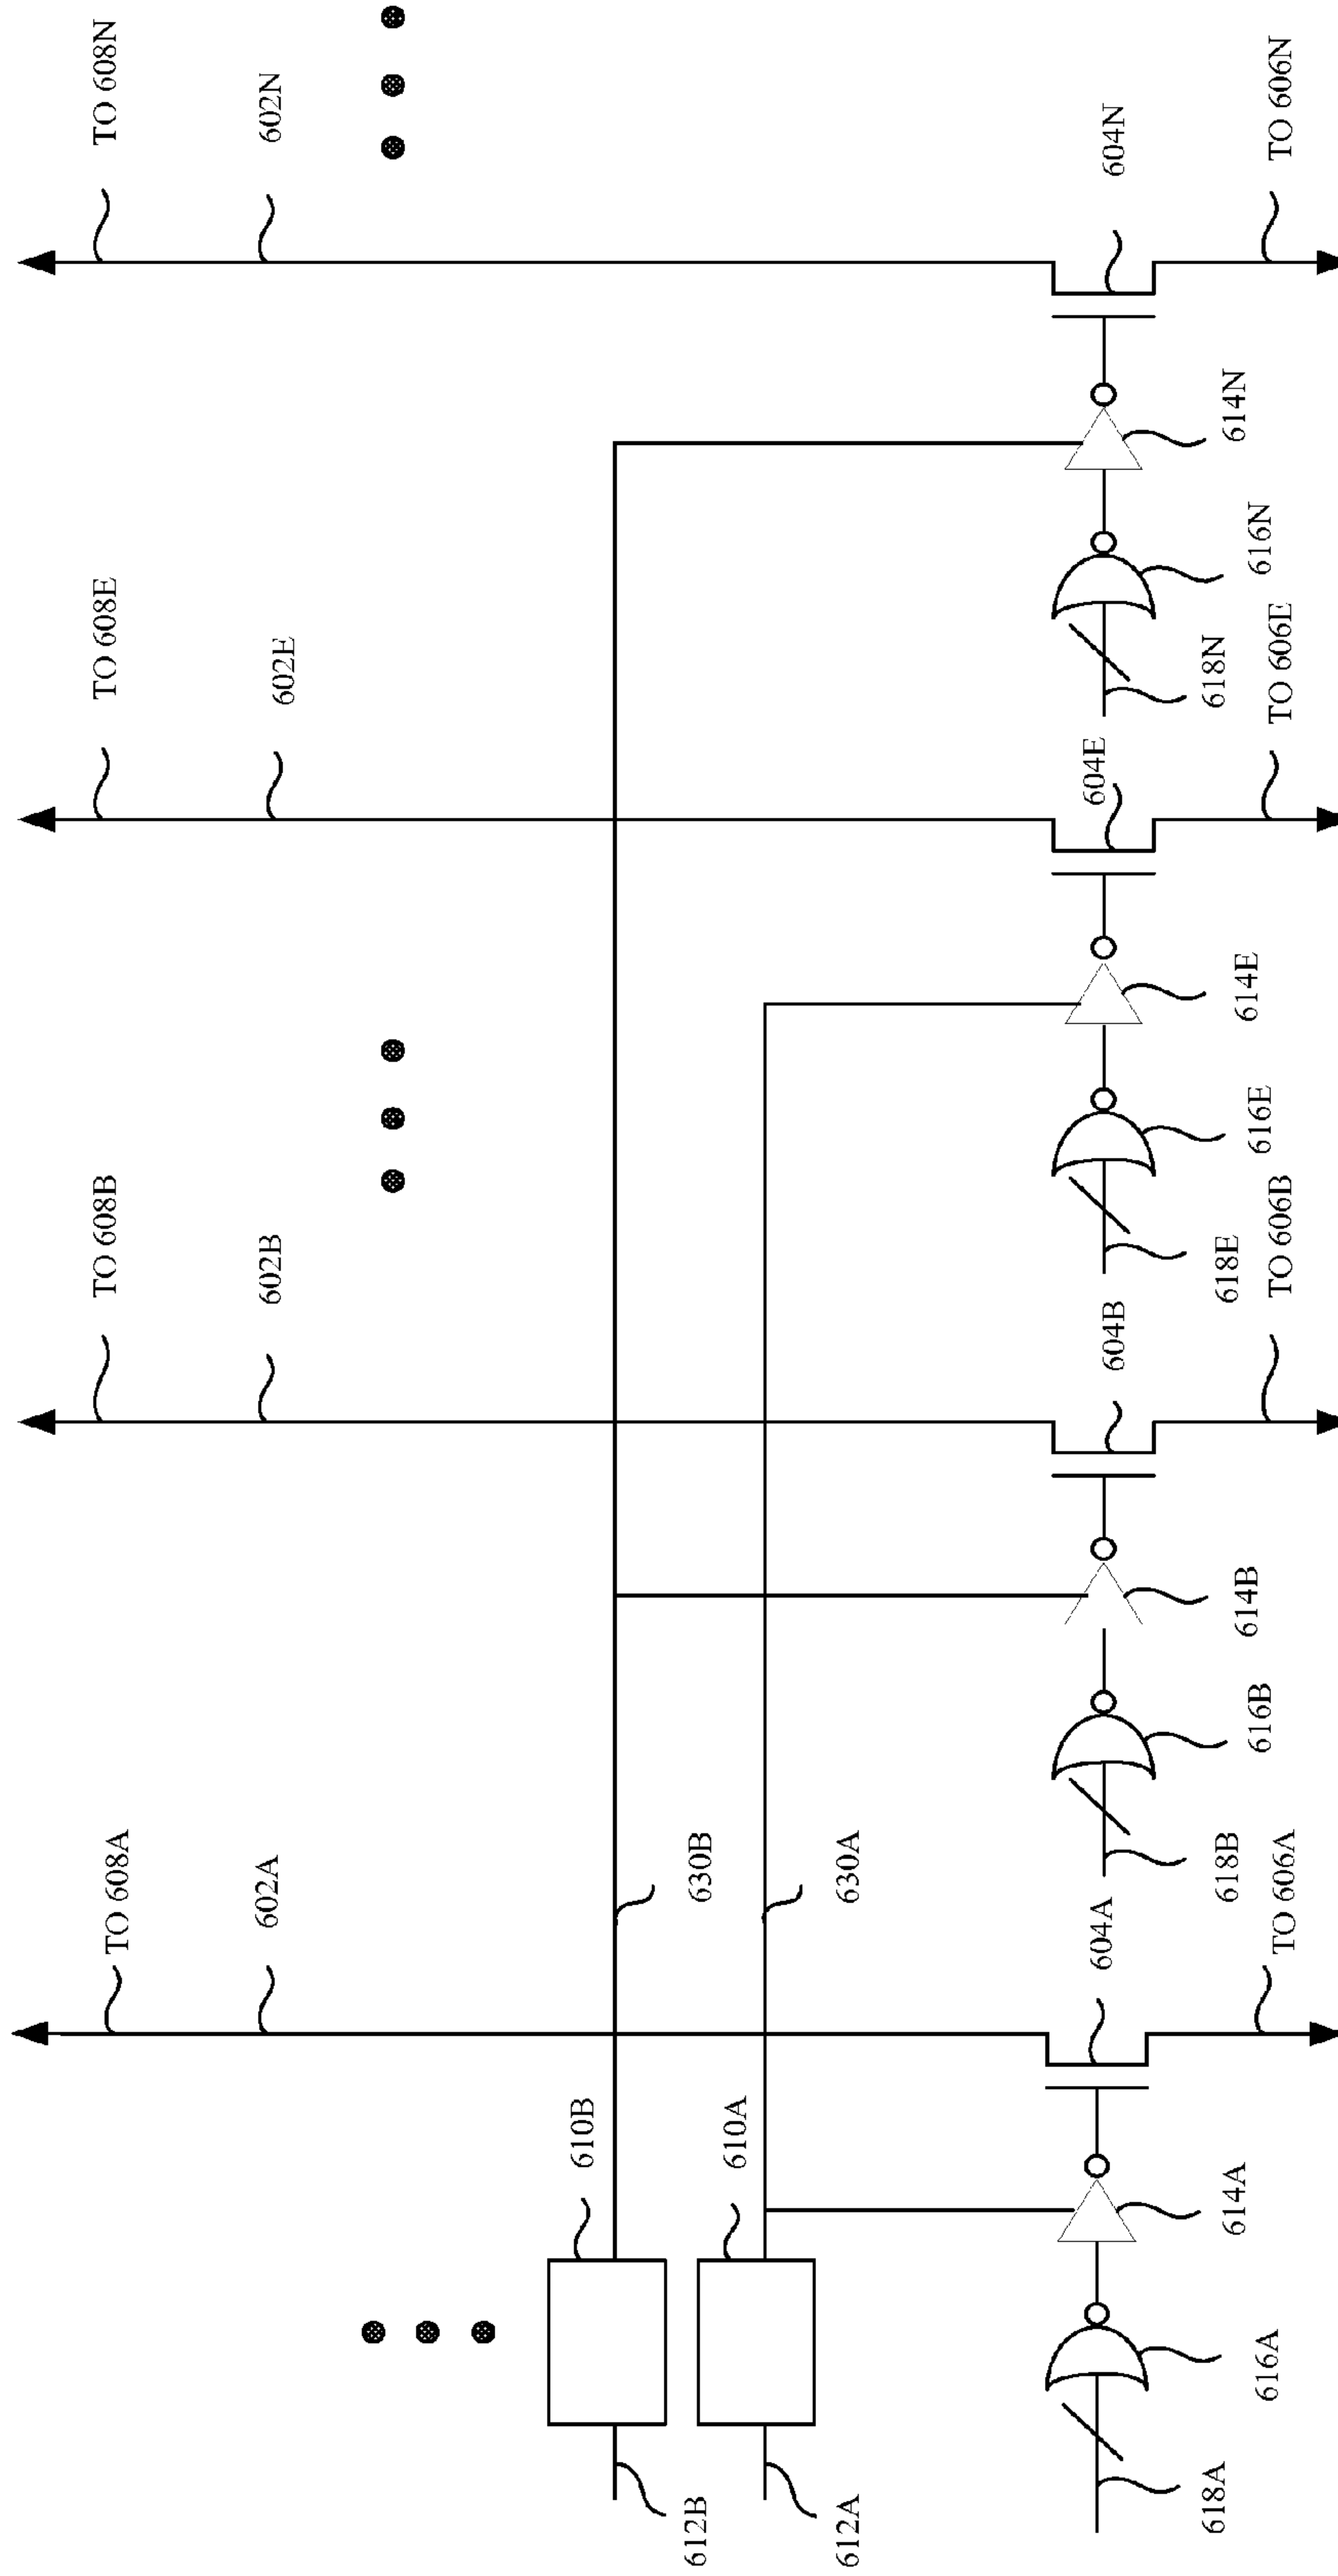 TO 608A
TO 608B
TO 608E
TO 608N
602A
602B
602E
602N
610B
630B
612B
610A
630A
612A
604A
604B
604E
604N
614A
614B
614E
614N
616A
616B
616E
616N
618A
618B
618E
618N
TO 606A
TO 606B
TO 606E
TO 606N